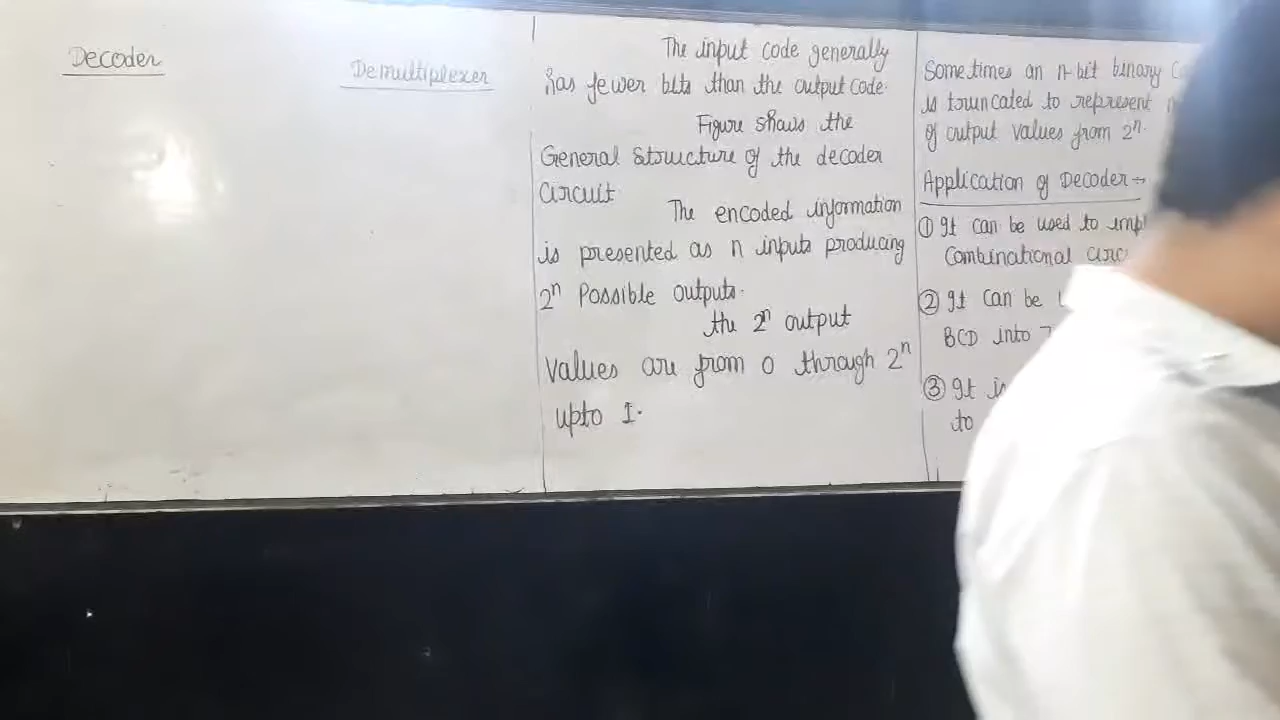 Decoder
Demultiplexer
The input code generally
has fewer bits than the output code.
Figure shows the
General Structure of the decoder
Circuit
The encoded information
is presented as n inputs producing
2ⁿ Possible outputs.
the 2ⁿ output
values are from 0 through 2ⁿ
upto 1.
Sometimes an n-bit binary
is truncated to represent
of output values from 2ⁿ.
Application of Decoder→
① It can be used to
Combinational
② It can be
BCD into
③ It is
to